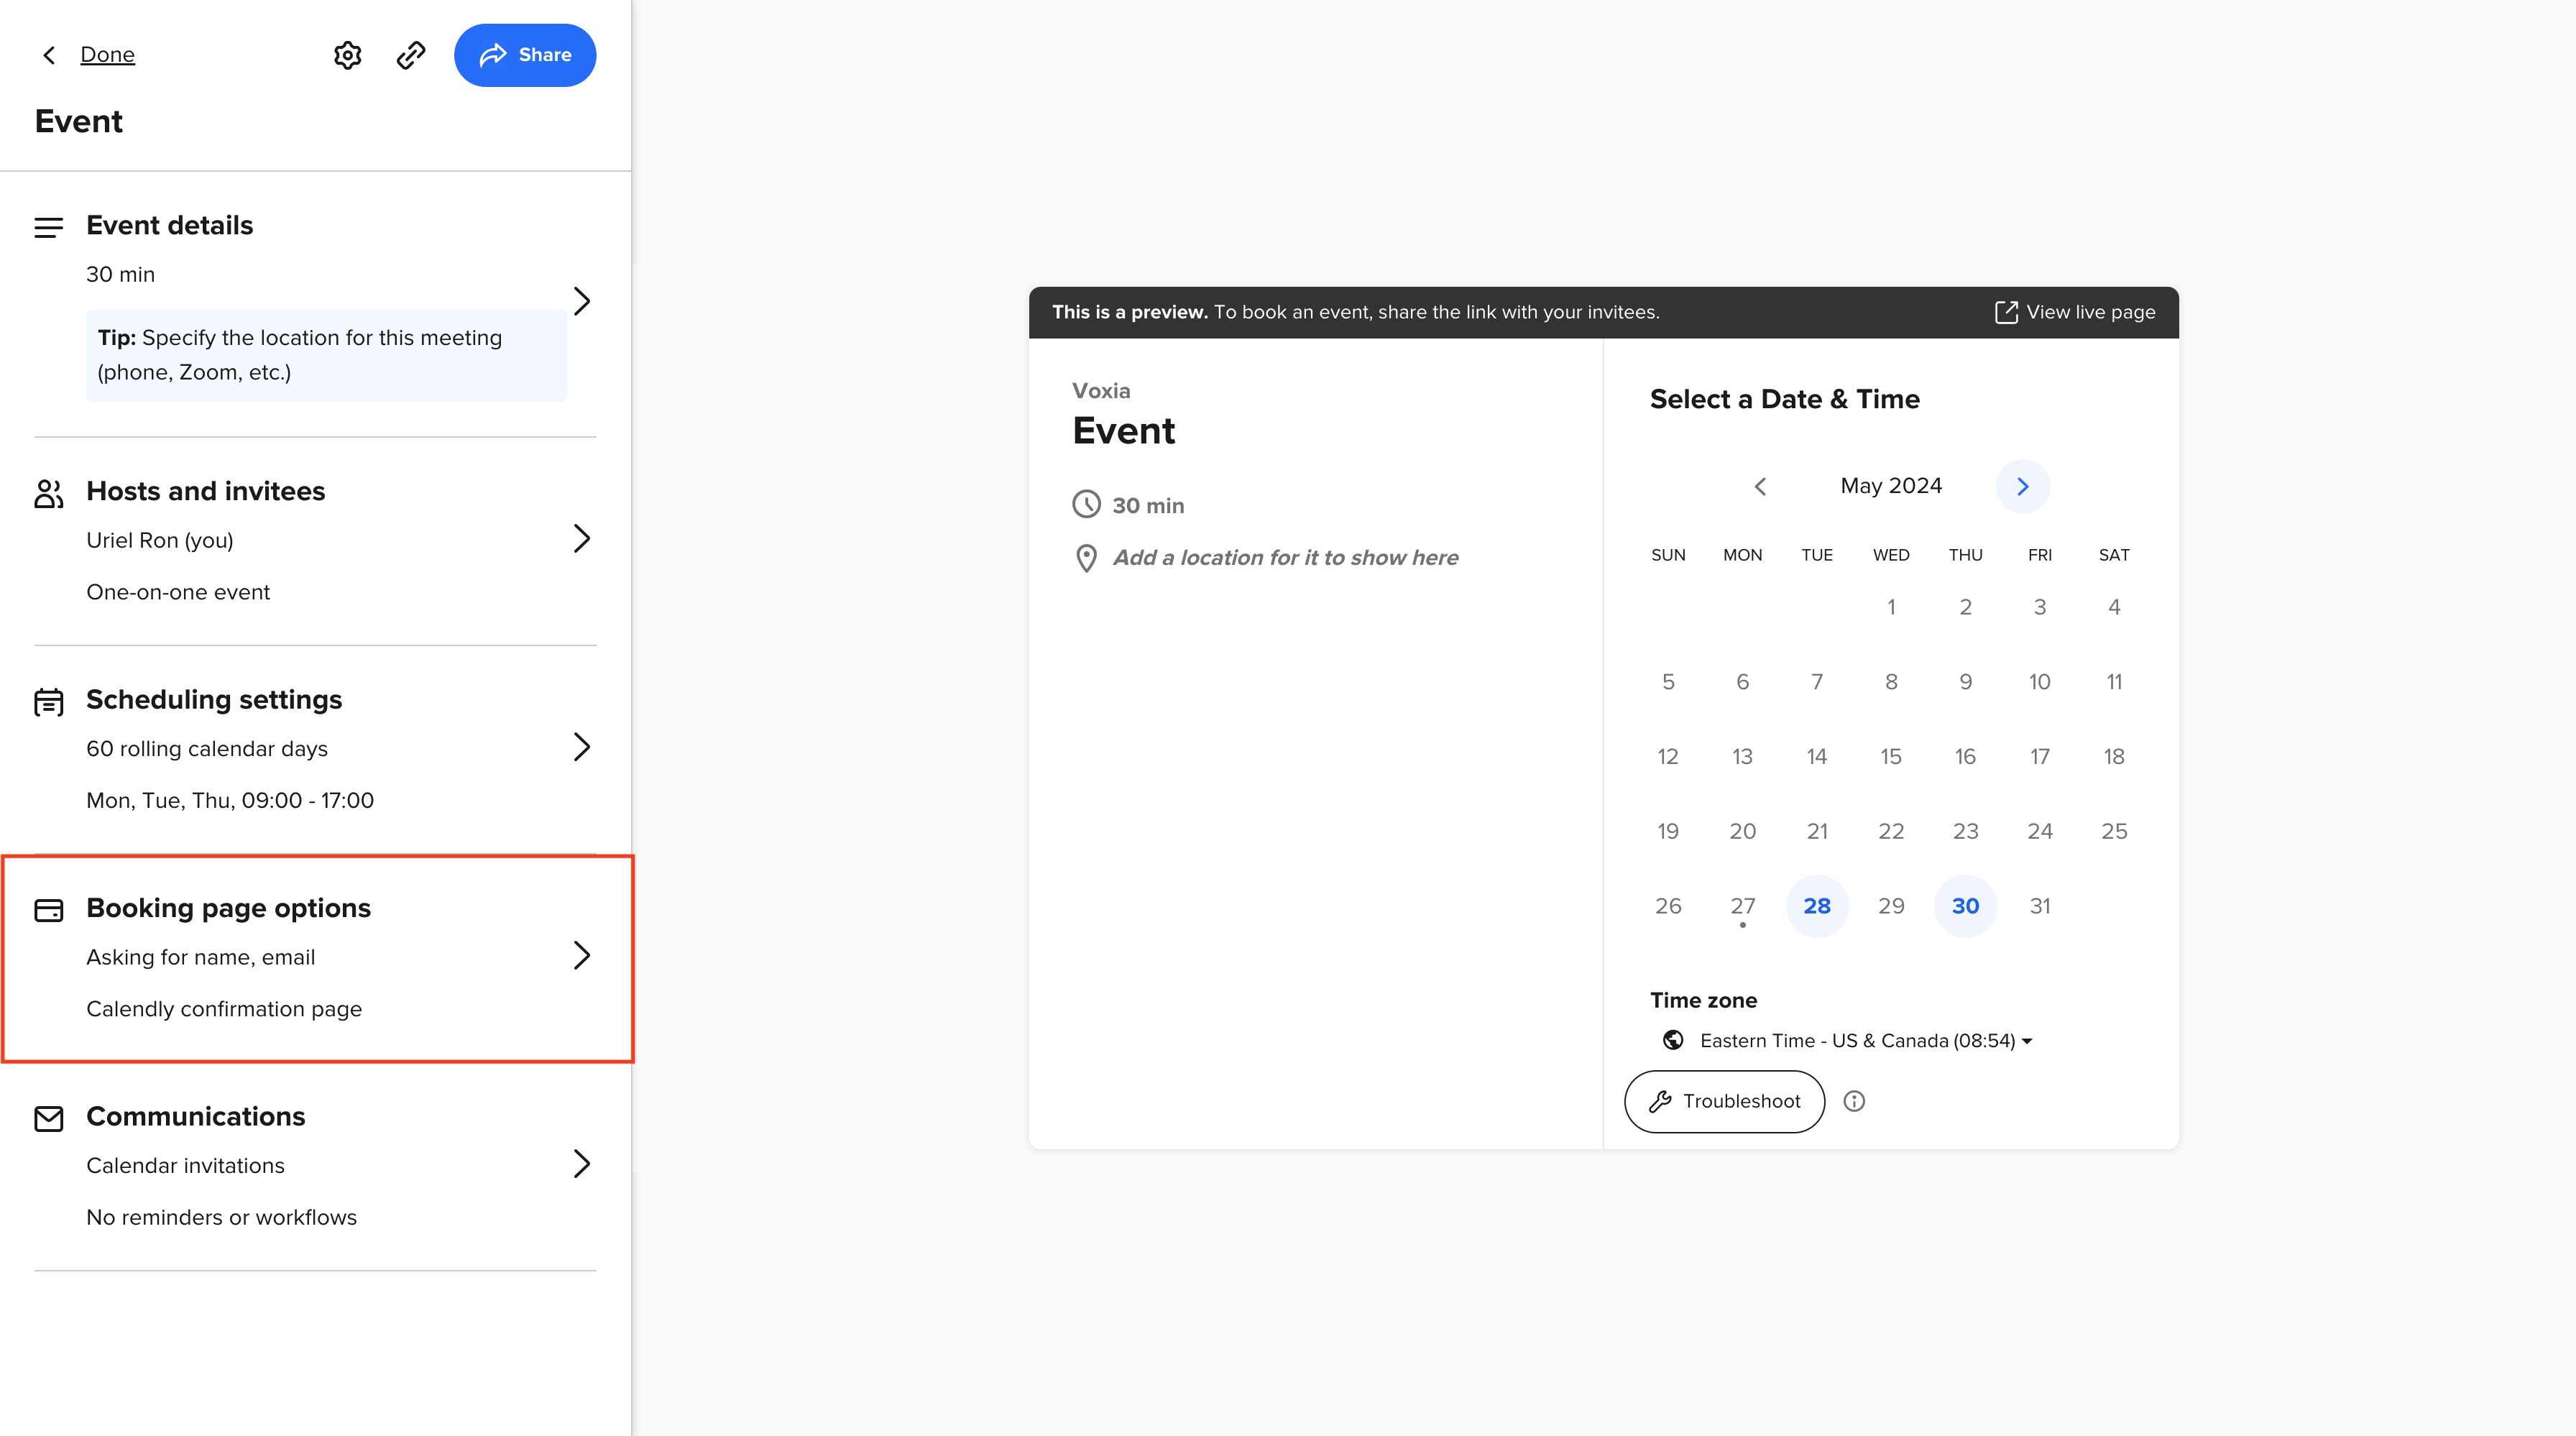 Done
Share
Event
Event details
30 min
Tip: Specify the location for this meeting
(phone, Zoom, etc.)
Hosts and invitees
Uriel Ron (you)
One-on-one event
Scheduling settings
60 rolling calendar days
Mon, Tue, Thu, 09:00 - 17:00
Booking page options
Asking for name, email
Calendly confirmation page
Communications
Calendar invitations
No reminders or workflows
This is a preview. To book an event, share the link with your invitees.
View live page
Voxia
Event
30 min
Add a location for it to show here
Select a Date & Time
May 2024
SUN MON TUE WED THU FRI SAT
1 2 3 4
5 6 7 8 9 10 11
12 13 14 15 16 17 18
19 20 21 22 23 24 25
26 27 28 29 30 31
Time zone
Eastern Time - US & Canada (08:54)
Troubleshoot